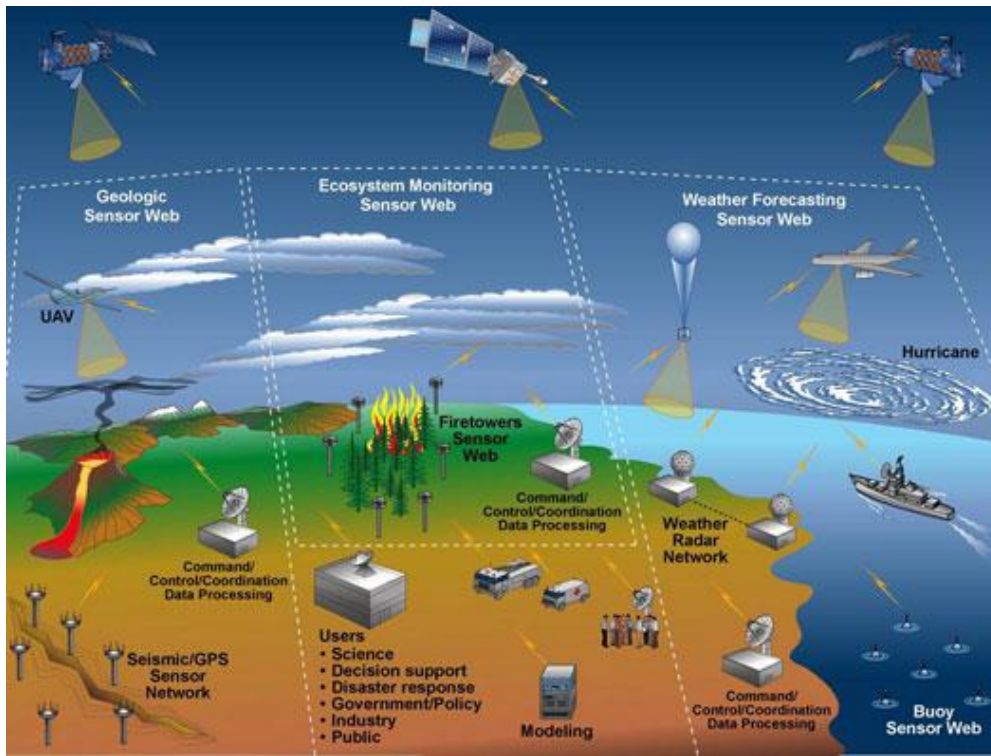 Geologic
Sensor Web
Ecosystem Monitoring
Sensor Web
Weather Forecasting
Sensor Web
UAV
Hurricane
Firetowers
Sensor
Web
Command/
Control/Coordination
Data Processing
Weather
Radar
Network
Command/
Control/Coordination
Data Processing
Users
• Science
• Decision support
• Disaster response
• Government/Policy
• Industry
• Public
Seismic/GPS
Sensor
Network
Modeling
Command/
Control/Coordination
Data Processing
Buoy
Sensor Web